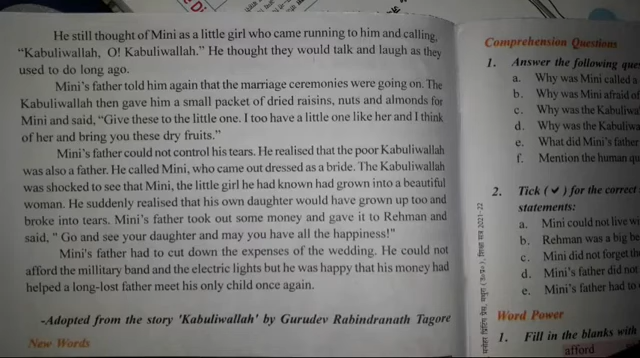 He still thought of Mini as a little girl who came running to him and calling,
"Kabuliwallah, O! Kabuliwallah." He thought they would talk and laugh as they
used to do long ago.
Mini's father told him again that the marriage ceremonies were going on. The
Kabuliwallah then gave him a small packet of dried raisins, nuts and almonds for
Mini and said, "Give these to the little one. I too have a little one like her and I think
of her and bring you these dry fruits."
Mini's father could not control his tears. He realised that the poor Kabuliwallah
was also a father. He called Mini, who came out dressed as a bride. The Kabuliwallah
was shocked to see that Mini, the little girl he had known had grown into a beautiful
woman. He suddenly realised that his own daughter would have grown up too and
broke into tears. Mini's father took out some money and gave it to Rehman and
said, " Go and see your daughter and may you have all the happiness!"
Mini's father had to cut down the expenses of the wedding. He could not
afford the millitary band and the electric lights but he was happy that his money had
helped a long-lost father meet his only child once again.
-Adopted from the story 'Kabuliwallah' by Gurudev Rabindranath Tagore
New Words
Comprehension Questions
1. Answer the following
a. Why was Mini called a
b. Why was Mini afraid of
c. Why was the
d. Why was the
e. What did Mini's father
f. Mention the human
2. Tick (✔) for the correct
statements:
a. Mini could not live
b. Rehman was a big
c. Mini did not forget
d. Mini's father did not
e. Mini's father had to
Word Power
1. Fill in the blanks with
afford
2021-22